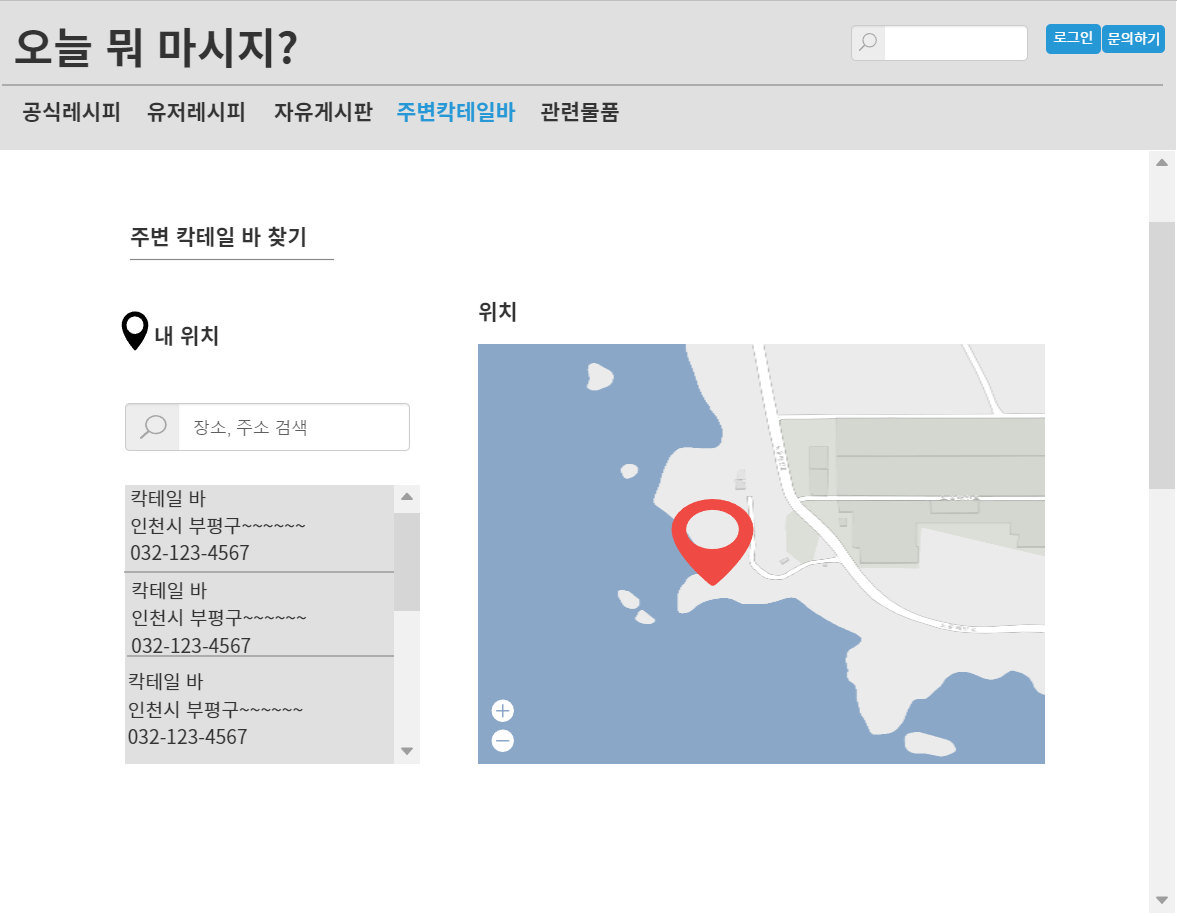 오늘 뭐 마시지?
로그인
문의하기
공식레시피 유저레시피 자유게시판 주변칵테일바 관련물품
주변 칵테일 바 찾기
내 위치
장소, 주소 검색
칵테일 바
인천시 부평구~~~~~~
032-123-4567
칵테일 바
인천시 부평구~~~~~~
032-123-4567
칵테일 바
인천시 부평구~~~~~~
032-123-4567
위치